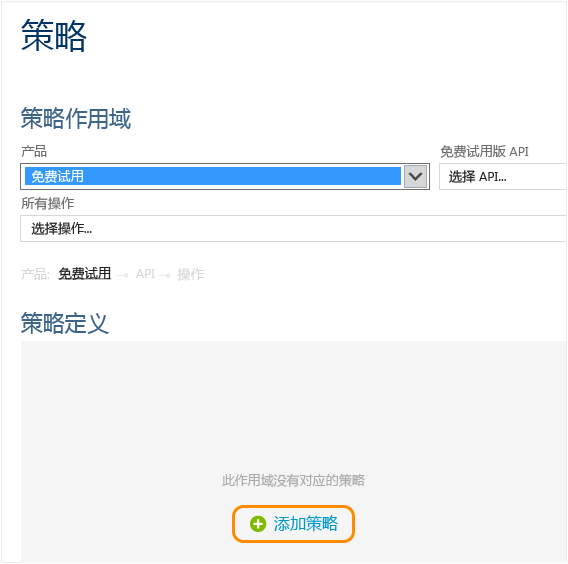 策略
策略作用域
产品 免费试用版 API
免费试用 选择 API...
所有操作
选择操作...
产品: 免费试用 → API → 操作
策略定义
此作用域没有对应的策略
添加策略